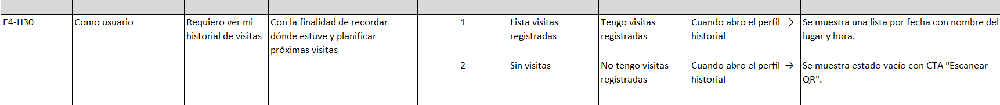 E4-H30
Como usuario
Requiero ver mi
historial de visitas
Con la finalidad de recordar
dónde estuve y planificar
próximas visitas
1
Lista visitas
registradas
Tengo visitas
registradas
Cuando abro el perfil →
historial
Se muestra una lista por fecha con nombre del
lugar y hora.
2
Sin visitas
No tengo visitas
registradas
Cuando abro el perfil →
historial
Se muestra estado vacío con CTA "Escanear
QR".